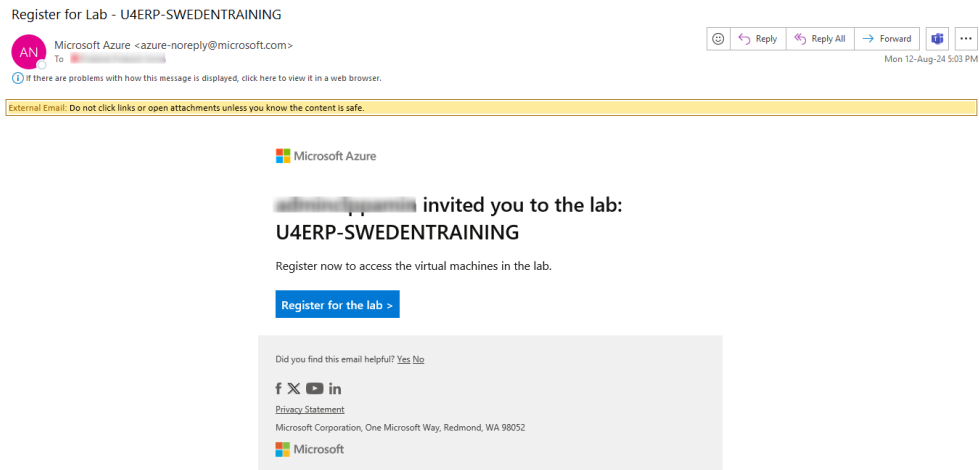 Register for Lab - U4ERP-SWEDENTRAINING
AN
Microsoft Azure <azure-noreply@microsoft.com>
To
Reply
Reply All
Forward
Mon 12-Aug-24 5:03 PM
If there are problems with how this message is displayed, click here to view it in a web browser.
External Email: Do not click links or open attachments unless you know the content is safe.
Microsoft Azure
invited you to the lab:
U4ERP-SWEDENTRAINING
Register now to access the virtual machines in the lab.
Register for the lab >
Did you find this email helpful? Yes No
Privacy Statement
Microsoft Corporation, One Microsoft Way, Redmond, WA 98052
Microsoft